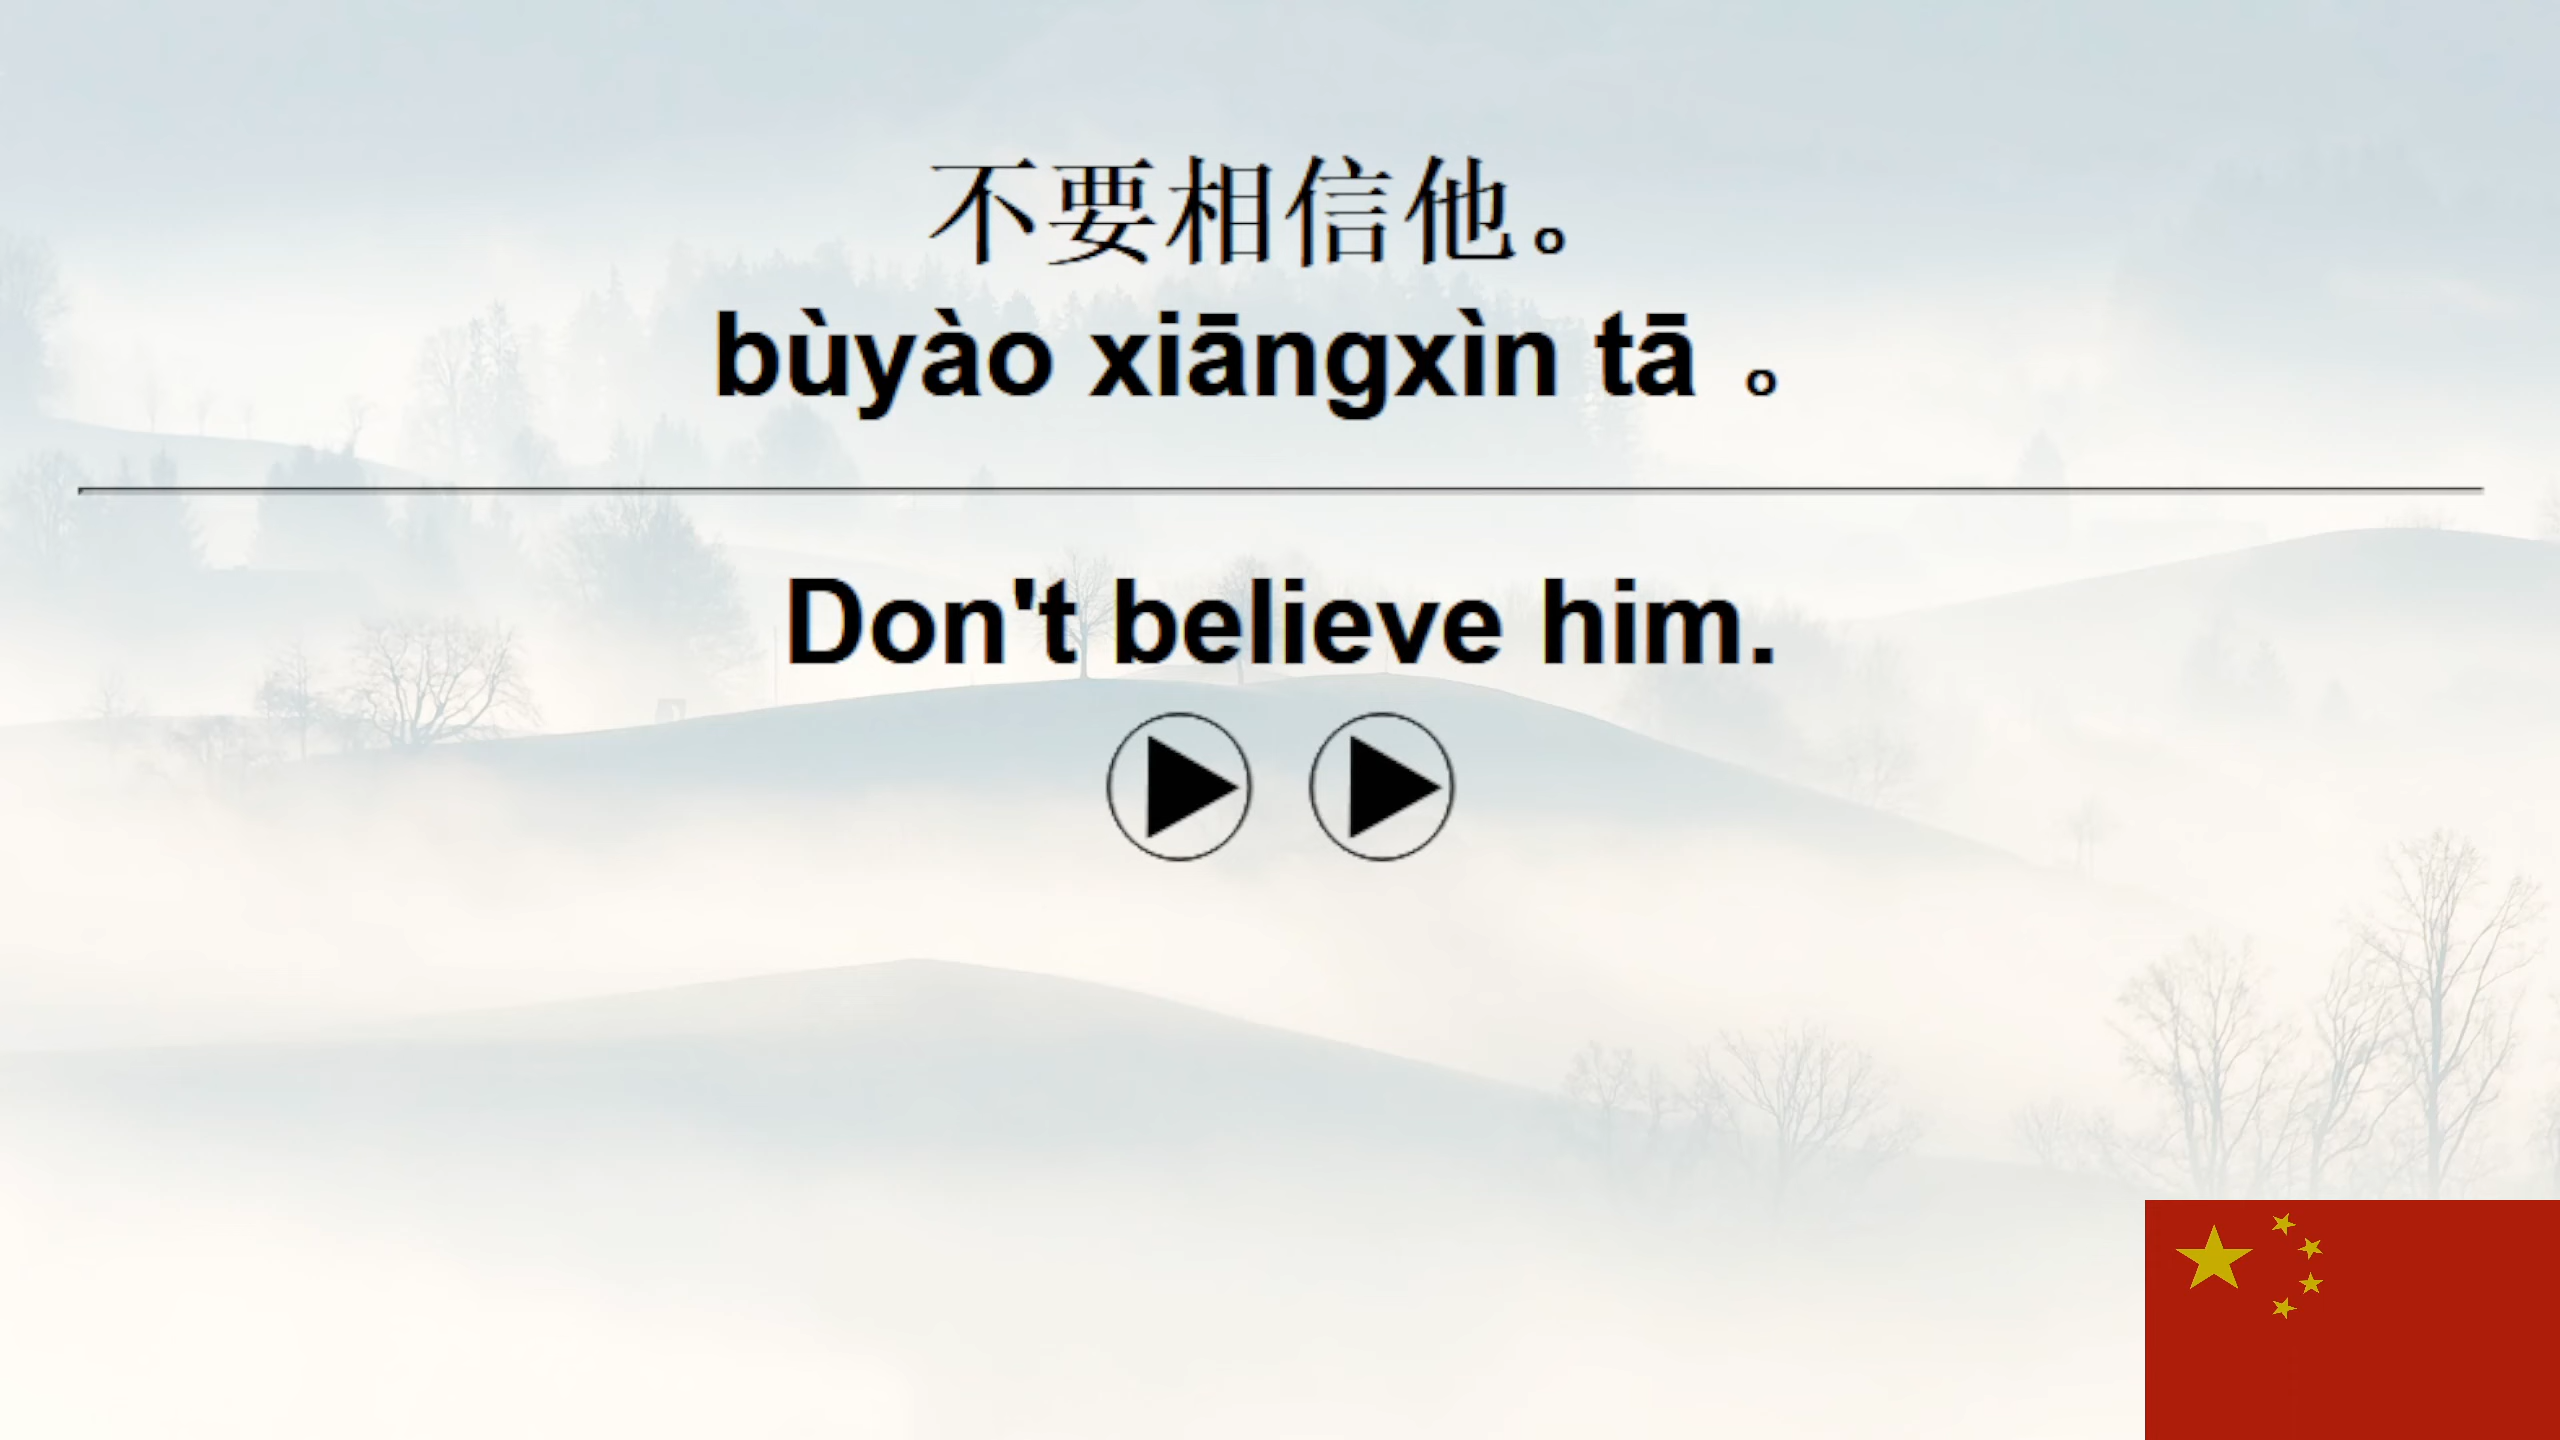 不要相信他。
bùyào xiāngxìn tā 。
Don't believe him.